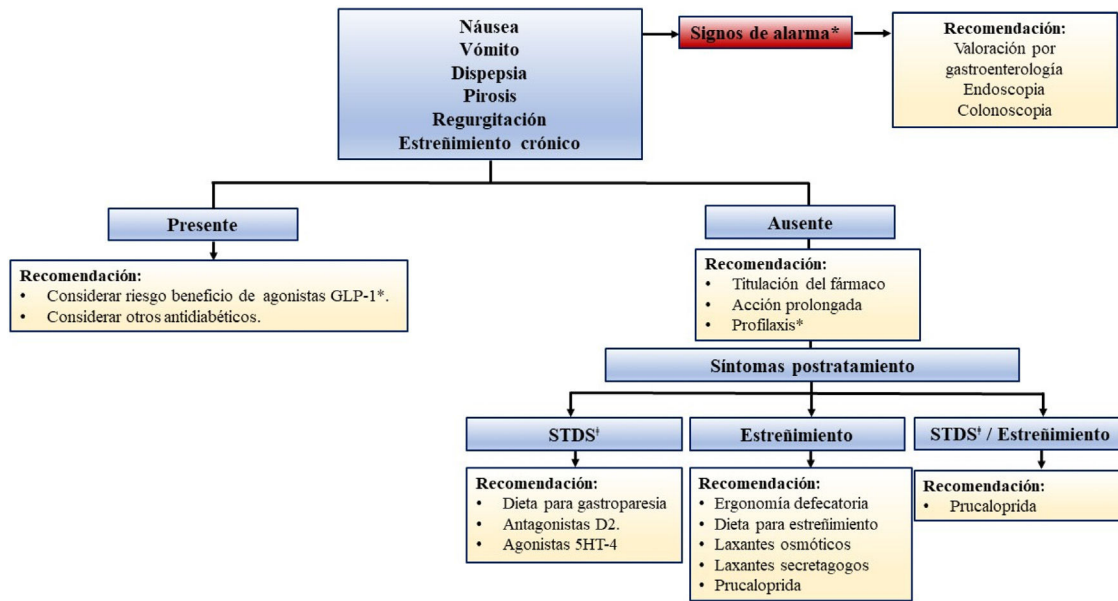 Náusea
Vómito
Dispepsia
Pirosis
Regurgitación
Estreñimiento crónico
Signos de alarma*
Recomendación:
Valoración por
gastroenterología
Endoscopia
Colonoscopia
Presente
Recomendación:
• Considerar riesgo beneficio de agonistas GLP-1*.
• Considerar otros antidiabéticos.
Ausente
Recomendación:
• Titulación del fármaco
• Acción prolongada
• Profilaxis*
Síntomas postratamiento
STDS‡
Recomendación:
• Dieta para gastroparesia
• Antagonistas D2.
• Agonistas 5HT-4
Estreñimiento
Recomendación:
• Ergonomía defecatoria
• Dieta para estreñimiento
• Laxantes osmóticos
• Laxantes secretagogos
• Prucaloprida
STDS‡ / Estreñimiento
Recomendación:
• Prucaloprida